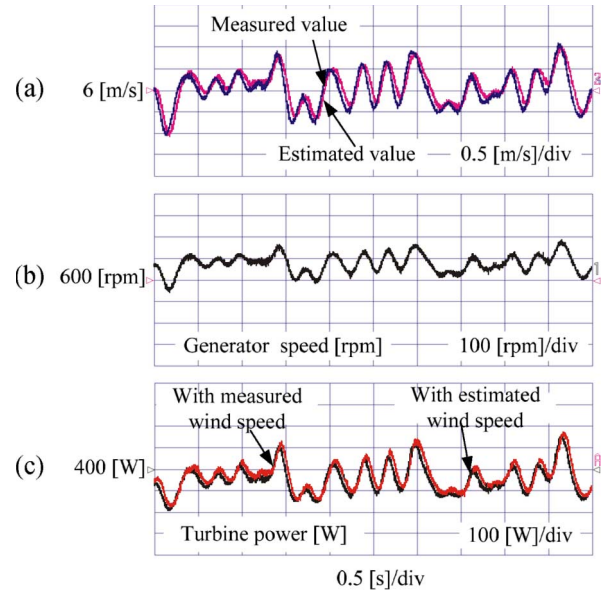 Measured value
(a)
6 [m/s]
Estimated value
0.5 [m/s]/div
(b)
600 [rpm]
Generator speed [rpm]
100 [rpm]/div
With measured
wind speed
With estimated
wind speed
(c)
400 [W]
Turbine power [W]
100 [W]/div
0.5 [s]/div